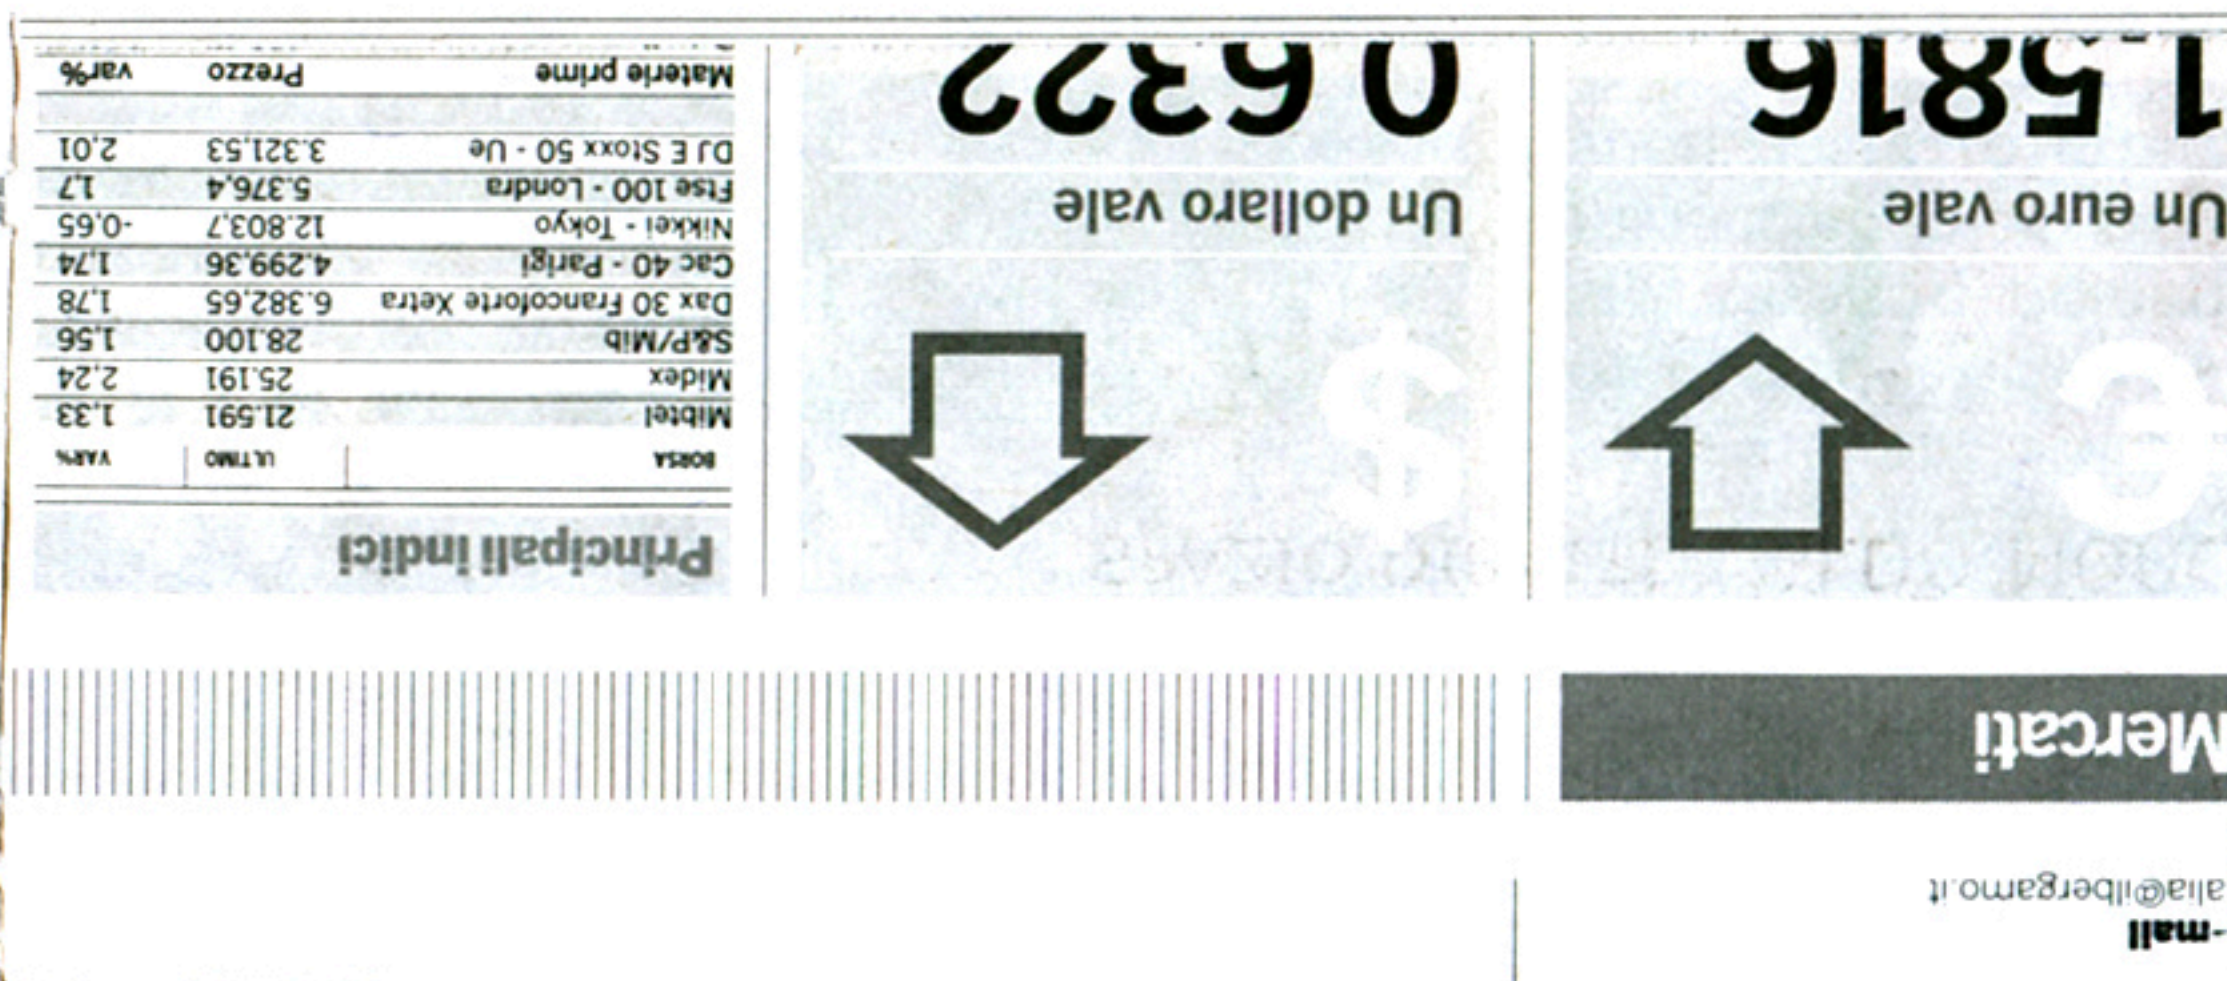 -mail
alia@ilbergamo.it
Mercati
€
Un euro vale
1,5816
$
Un dollaro vale
0,6322
Principali indici
BORSA ULTIMO VAR%
Mibtel 21.591 1,33
Midex 25.191 2,24
S&P/Mib 28.100 1,56
Dax 30 Francoforte Xetra 6.382,65 1,78
Cac 40 - Parigi 4.299,36 1,74
Nikkei - Tokyo 12.803,7 -0,65
Ftse 100 - Londra 5.376,4 1,7
DJ E Stoxx 50 - Ue 3.321,53 2,01
Materie prime Prezzo var%